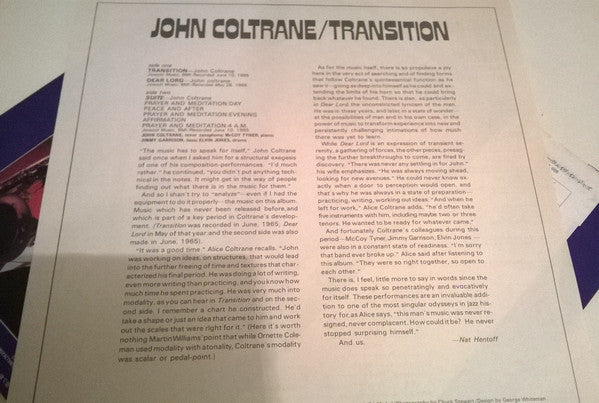 JOHN COLTRANE/TRANSITION
side one
TRANSITION—John Coltrane
Jowcol Music, BMI-Recorded June 10, 1965
DEAR LORD—John coltrane
Jowcol Music, BMI-Recorded May 26, 1965
side two
SUITE: John Coltrane
PRAYER AND MEDITATION:DAY
PEACE AND AFTER
PRAYER AND MEDITATION:EVENING
AFFIRMATION
PRAYER AND MEDITATION:4 A.M.
Jowcol Music, BMI-Recorded June 10, 1965
JOHN COLTRANE, tenor saxophone; McCOY TYNER, piano;
JIMMY GARRISON, bass; ELVIN JONES, drums
"The music has to speak for itself," John Coltrane
said once when I asked him for a structural exegesis
of one of his composition-performances. "I'd much
rather," he continued, "you didn't put anything tech-
nical in the notes. It might get in the way of people
finding out what there is in the music for them."
And so I shan't try to "analyze"—even if I had the
equipment to do it properly—the music on this album.
Music which has never been released before, and
which is part of a key period in Coltrane's develop-
ment. (Transition was recorded in June, 1965; Dear
Lord in May of that year; and the second side was also
made in June, 1965).
"It was a good time." Alice Coltrane recalls. "John
was working on ideas, on structures, that would lead
into the further freeing of time and textures that char-
acterized his final period. He was doing a lot of writing,
even more writing than practicing, and you know how
much time he spent practicing. He was very much into
modality, as you can hear in Transition and on the sec-
ond side. I remember a chart he constructed. He'd
take a shape or just an idea that came to him and work
out the scales that were right for it." (Here it's worth
nothing Martin Williams' point that while Ornette Cole-
man used modality with atonality, Coltrane's modality
was scalar or pedal-point.)
As for the music itself, there is so propulsive a joy
here in the very act of searching and of finding forms
that follow Coltrane's quintessential function as he
saw it—going as deep into himself as he could and ex-
tending the limits of his horn so that he could bring
back whatever he found. There is also, as particularly
in Dear Lord, the unconstricted lyricism of the man.
He was, in these years, and later, in a state of wonder—
at the possibilities of man and in his own case, in the
power of music to transform experience into new and
persistently challenging intimations of how much
there was yet to learn.
While Dear Lord is an expression of transient se-
renity, a gathering of forces, the other pieces, presag-
ing the further breakthroughs to come, are fired by
discovery. "There was never any settling in for John,"
his wife emphasizes. "He was always moving ahead,
looking for new avenues." He could never know ex-
actly when a door to perception would open, and
that's why he was always in a state of preparation—
practicing, writing, working out ideas. "And when he
left for work," Alice Coltrane adds, "he'd often take
five instruments with him, including maybe two or three
tenors. He wanted to be ready for whatever came."
And fortunately Coltrane's colleagues during this
period—McCoy Tyner, Jimmy Garrison, Elvin Jones—
were also in a constant state of readiness. "I'm sorry
that band ever broke up." Alice said after listening to
this album. "They were so right together, so open to
each other."
There is, I feel, little more to say in words since the
music does speak so penetratingly and evocatively
for itself. These performances are an invaluable addi-
tion to one of the most singular odysseys in jazz his-
tory for, as Alice says, "this man's music was never re-
signed, never complacent. How could it be? He never
stopped surprising himself."
And, us.
—Nat Hentoff
by Chuck Stewart/Design by George Whiteman